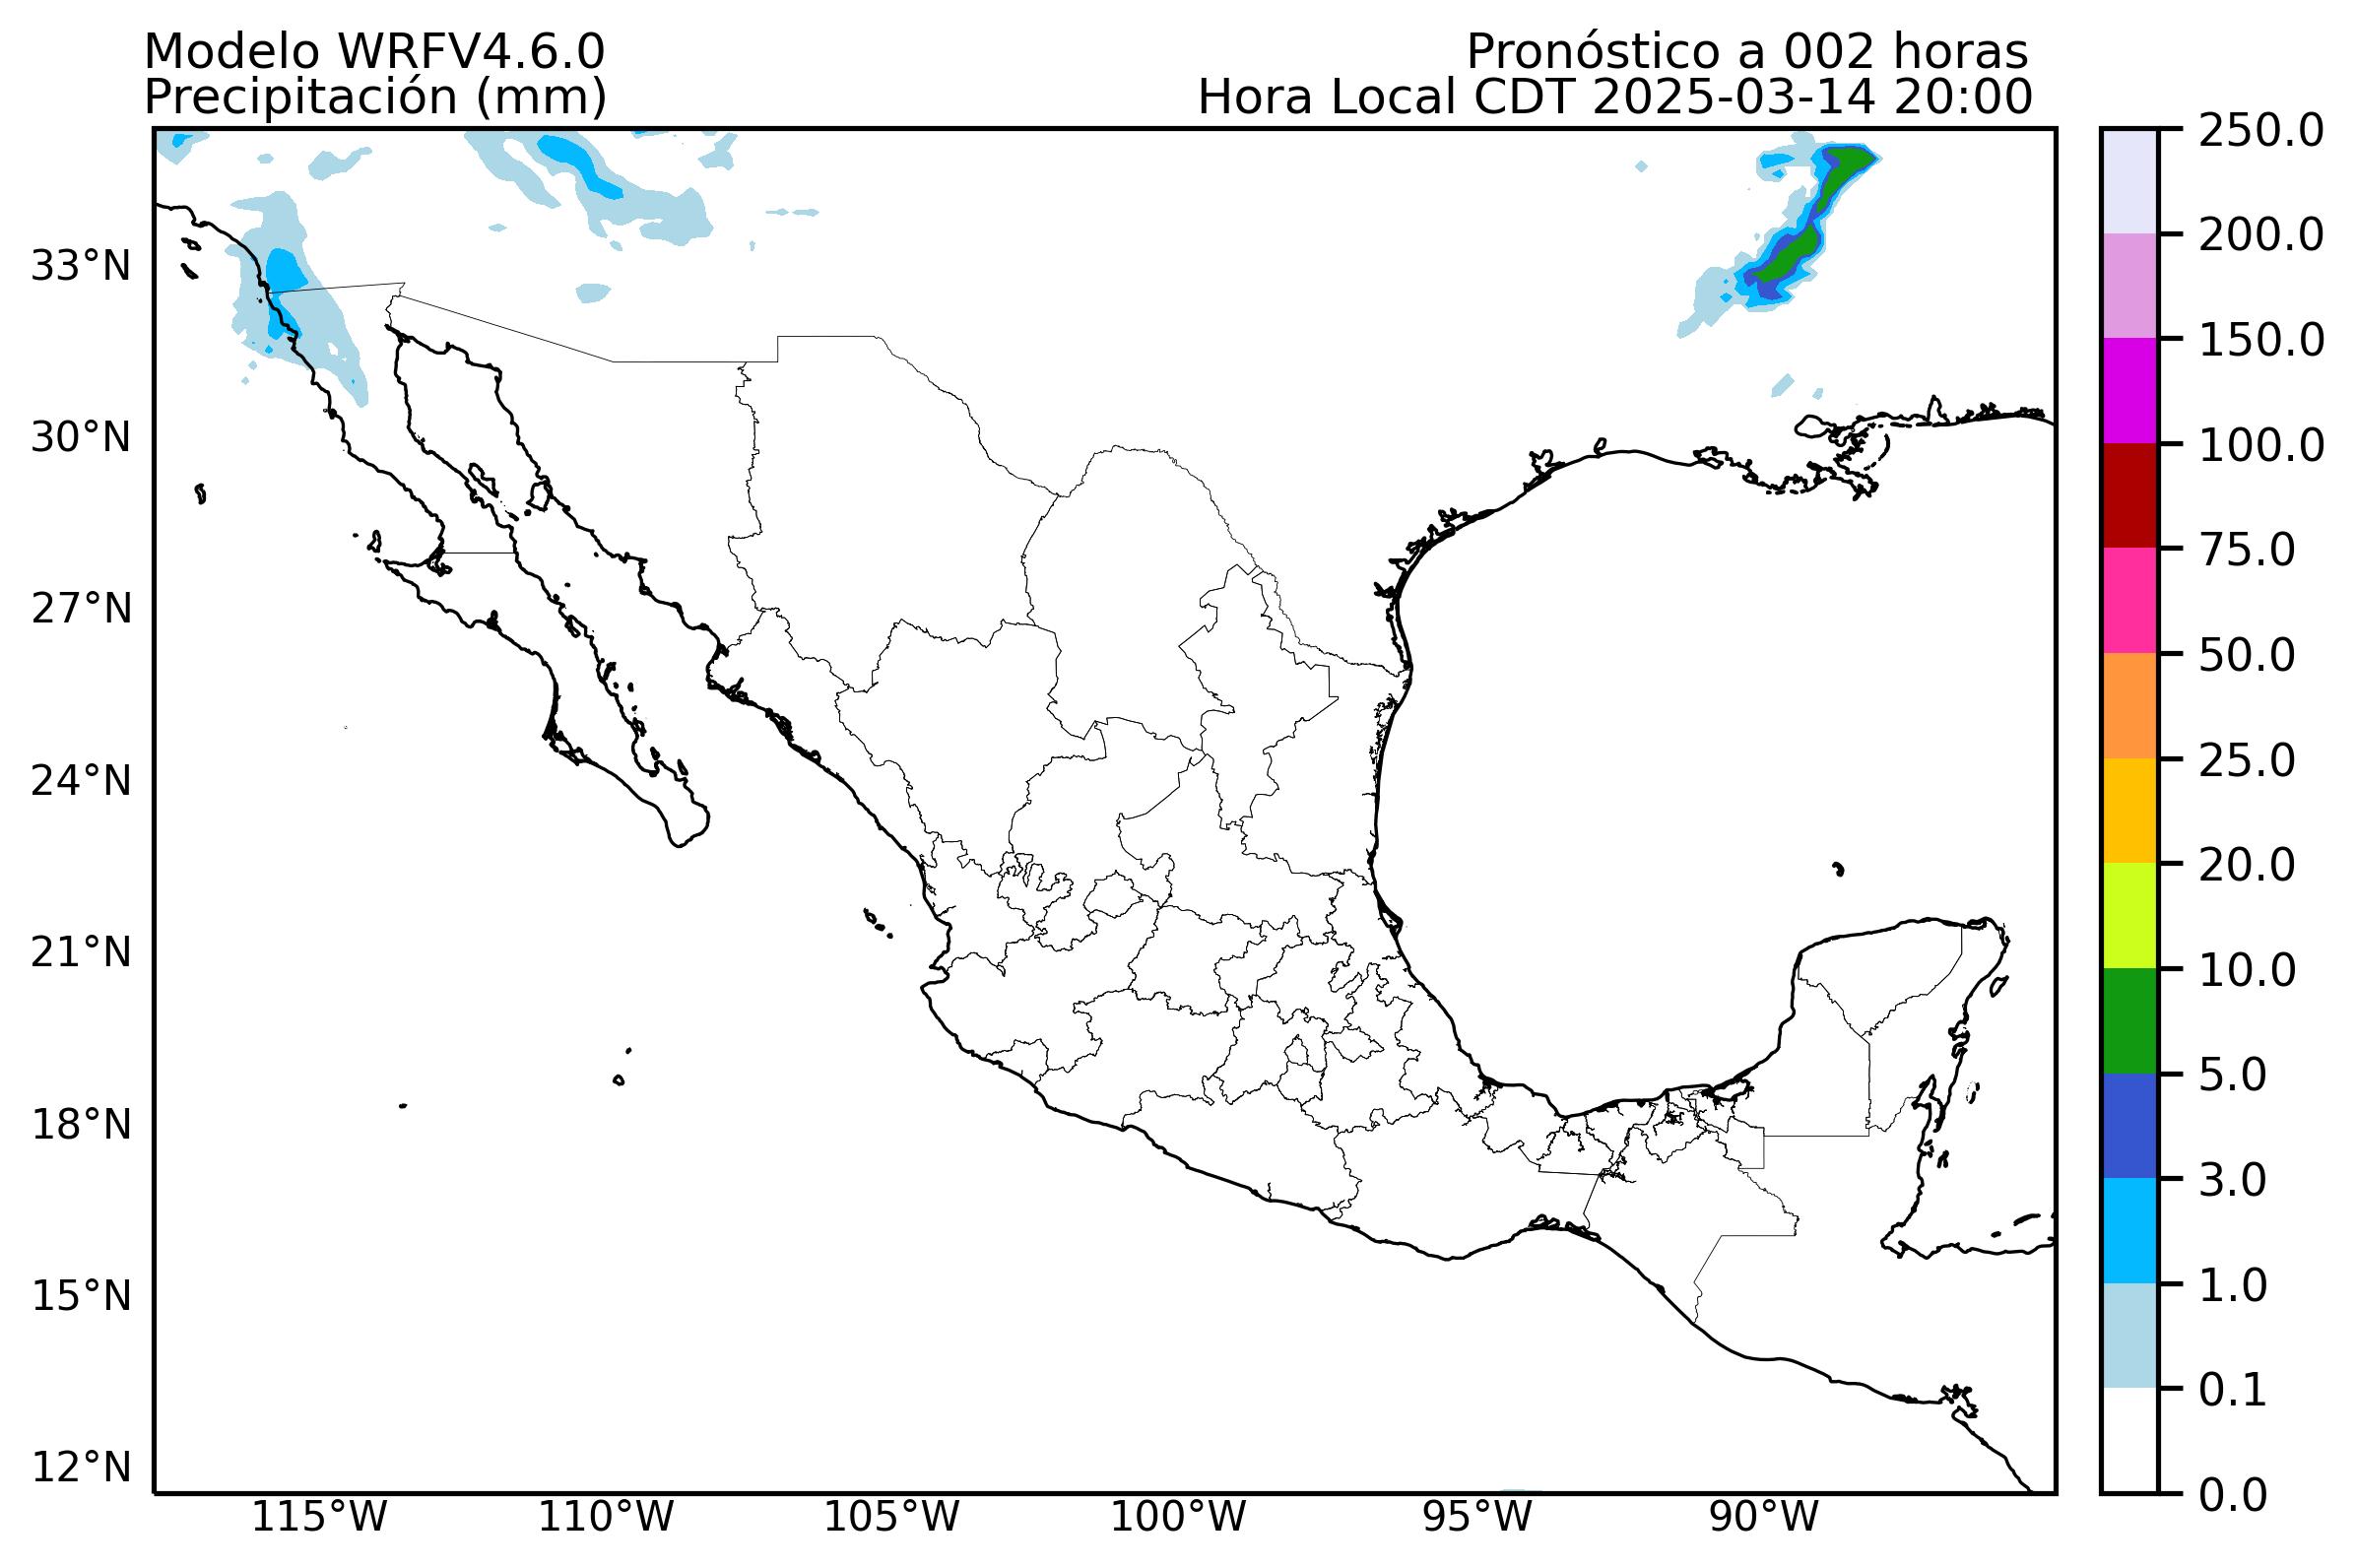 Modelo WRFV4.6.0
Pronóstico a 002 horas
Precipitación (mm)
Hora Local CDT 2025-03-14 20:00
33°N
30°N
27°N
24°N
21°N
18°N
15°N
12°N
115°W
110°W
105°W
100°W
95°W
90°W
250.0
200.0
150.0
100.0
75.0
50.0
25.0
20.0
10.0
5.0
3.0
1.0
0.1
0.0